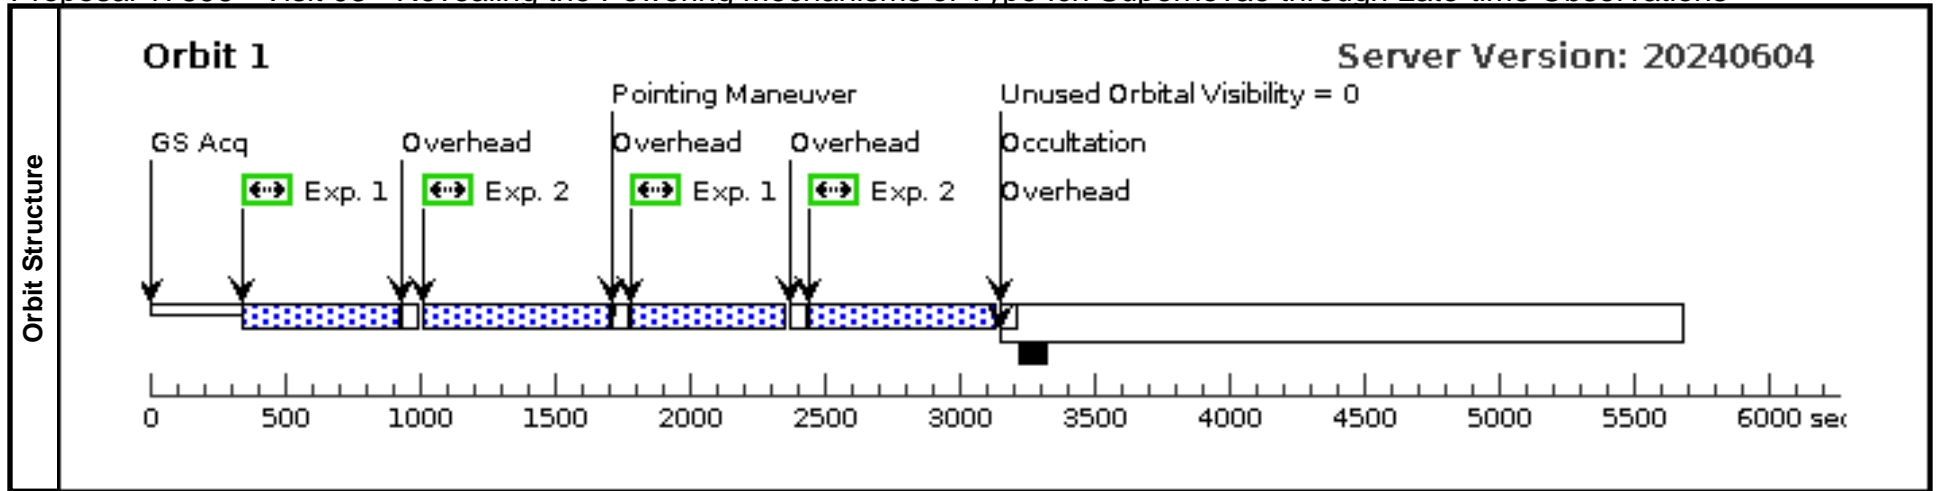 Orbit Structure
Orbit 1
Server Version: 20240604
Pointing Maneuver
Unused Orbital Visibility = 0
GS Acq
Overhead
Overhead
Overhead
Occultation
Exp. 1
Exp. 2
Exp. 1
Exp. 2
Overhead
0 500 1000 1500 2000 2500 3000 3500 4000 4500 5000 5500 6000 sec